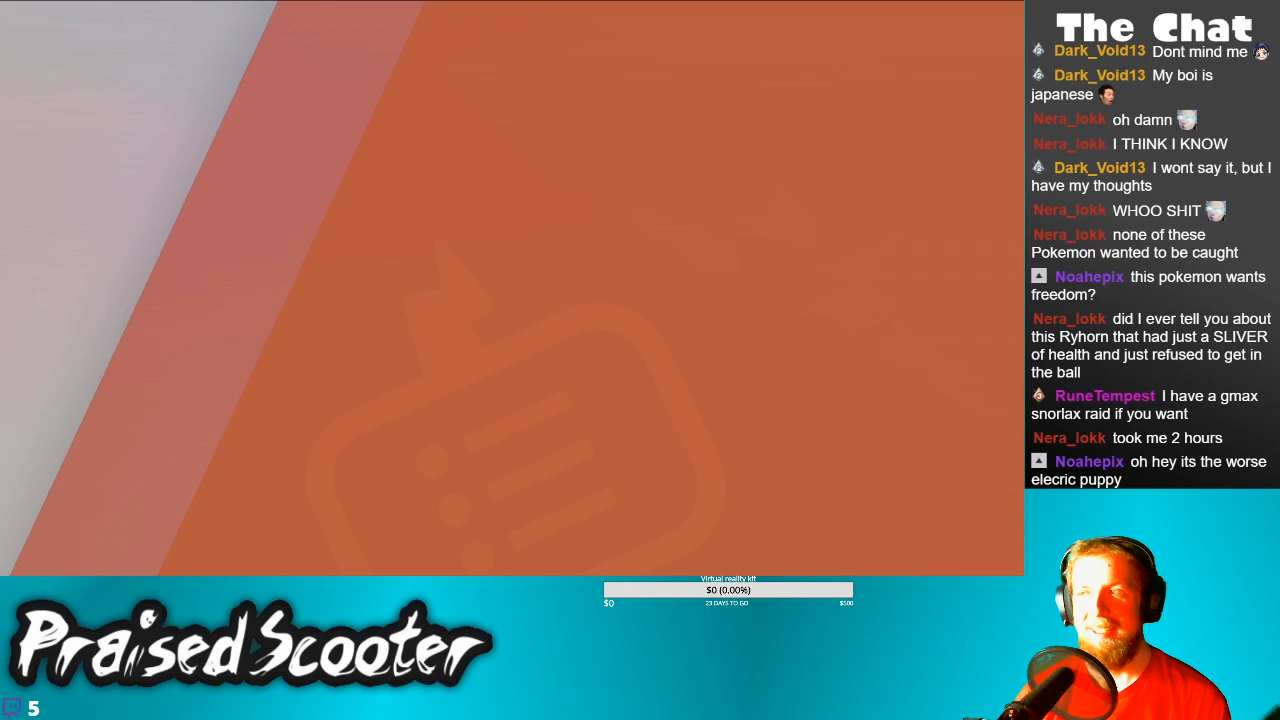 The Chat
Dark_Void13 Dont mind me
Dark_Void13 My boi is
japanese
Nera_lokk oh damn
Nera_lokk I THINK I KNOW
Dark_Void13 I wont say it, but I
have my thoughts
Nera_lokk WHOO SHIT
Nera_lokk none of these
Pokemon wanted to be caught
Noahepix this pokemon wants
freedom?
Nera_lokk did I ever tell you about
this Ryhorn that had just a SLIVER
of health and just refused to get in
the ball
RuneTempest I have a gmax
snorlax raid if you want
Nera_lokk took me 2 hours
Noahepix oh hey its the worse
elecric puppy
Virtual reality kit
$0 (0.00%)
$0 23 DAYS TO GO $500
Praised Scooter
5